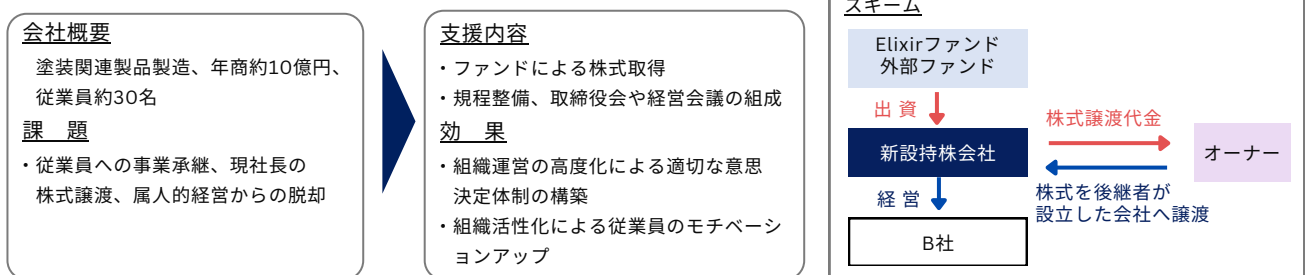 会社概要
塗装関連製品製造、年商約10億円、
従業員約30名
課　題
・従業員への事業承継、現社長の
株式譲渡、属人的経営からの脱却
支援内容
・ファンドによる株式取得
・規程整備、取締役会や経営会議の組成
効　果
・組織運営の高度化による適切な意思
決定体制の構築
・組織活性化による従業員のモチベーシ
ョンアップ
スキーム
Elixirファンド
外部ファンド
出 資
株式譲渡代金
新設持株会社
オーナー
経 営
株式を後継者が
設立した会社へ譲渡
B社